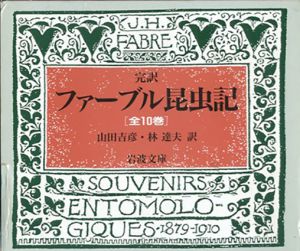 J.H.
FABRE
完訳
ファーブル昆虫記
[全10巻]
山田吉彦・林 達夫 訳
岩波文庫
SOUVENIRS
ENTOMOLO-
GIQUES-1879-1910